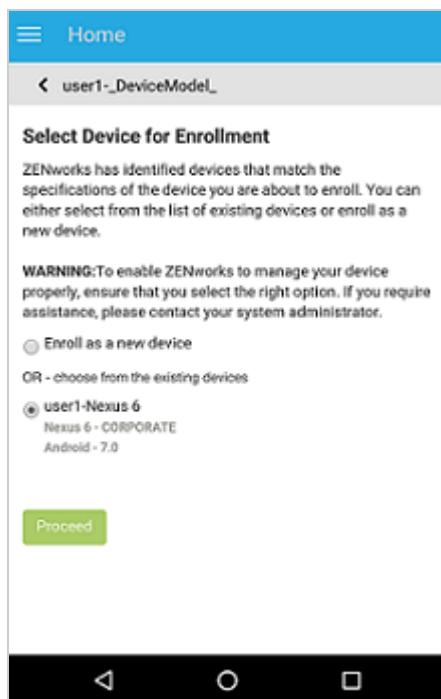 Home
user1-_DeviceModel_
Select Device for Enrollment
ZENworks has identified devices that match the
specifications of the device you are about to enroll. You can
either select from the list of existing devices or enroll as a
new device.
WARNING:To enable ZENworks to manage your device
properly, ensure that you select the right option. If you require
assistance, please contact your system administrator.
Enroll as a new device
OR - choose from the existing devices
user1-Nexus 6
Nexus 6 - CORPORATE
Android - 7.0
Proceed